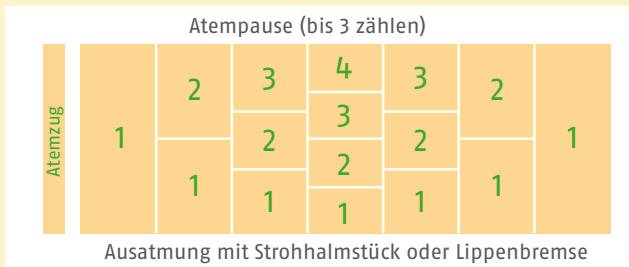 Atempause (bis 3 zählen)
Atemzug
4
3 3
2 2
3
1 2 2 1
2
1 1
1 1
1
Ausatmung mit Strohhalmstück oder Lippenbremse